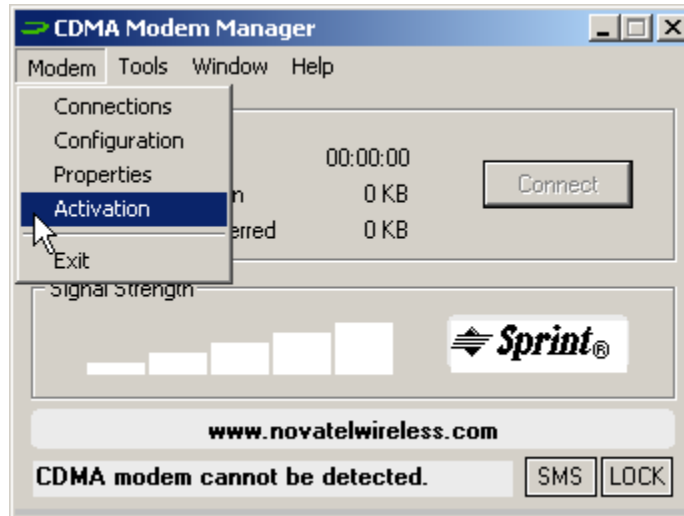 CDMA Modem Manager
Modem Tools Window Help
Connections
Configuration
Properties
Activation
Exit
00:00:00
n 0 KB
erred 0 KB
Connect
Signal Strength
Sprint®
www.novatelwireless.com
CDMA modem cannot be detected.
SMS LOCK